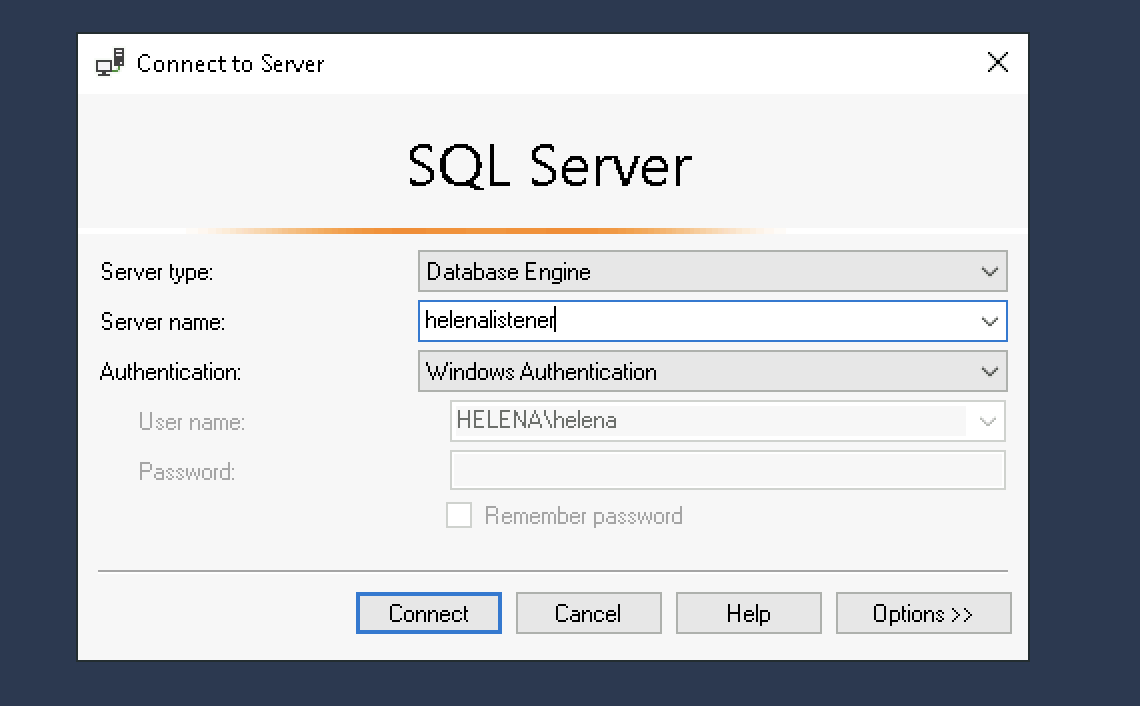 Connect to Server
SQL Server
Server type: Database Engine
Server name: helenalistener
Authentication: Windows Authentication
User name: HELENA\helena
Password:
Remember password
Connect Cancel Help Options >>